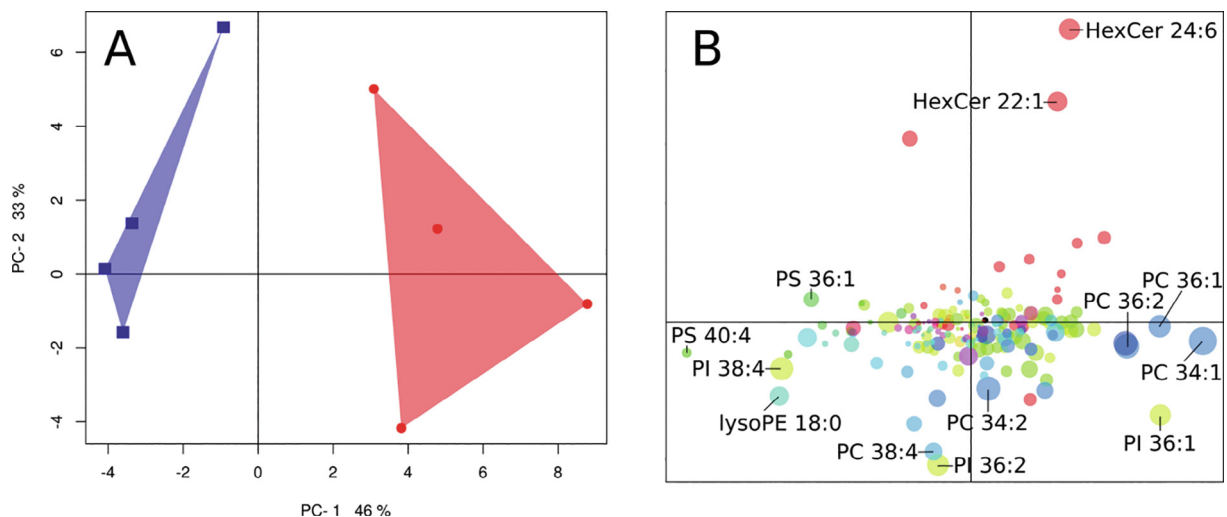 A
6
4
2
0
-2
-4
PC- 2 33 %
-4
-2
0
2
4
6
8
PC- 1 46 %
B
HexCer 24:6
HexCer 22:1
PS 36:1
PC 36:1
PC 36:2
PS 40:4
PI 38:4
PC 34:1
lysoPE 18:0
PC 34:2
PI 36:1
PC 38:4
PI 36:2